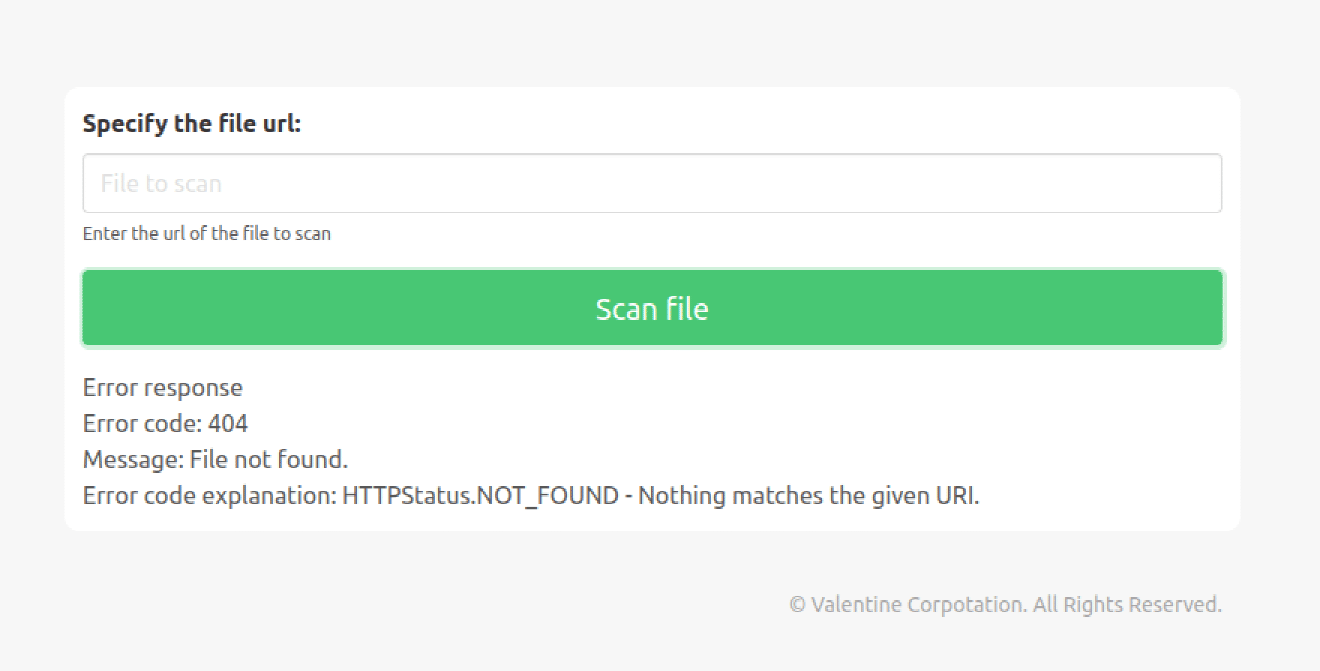 Specify the file url:
File to scan
Enter the url of the file to scan
Scan file
Error response
Error code: 404
Message: File not found.
Error code explanation: HTTPStatus.NOT_FOUND - Nothing matches the given URI.
© Valentine Corpotation. All Rights Reserved.